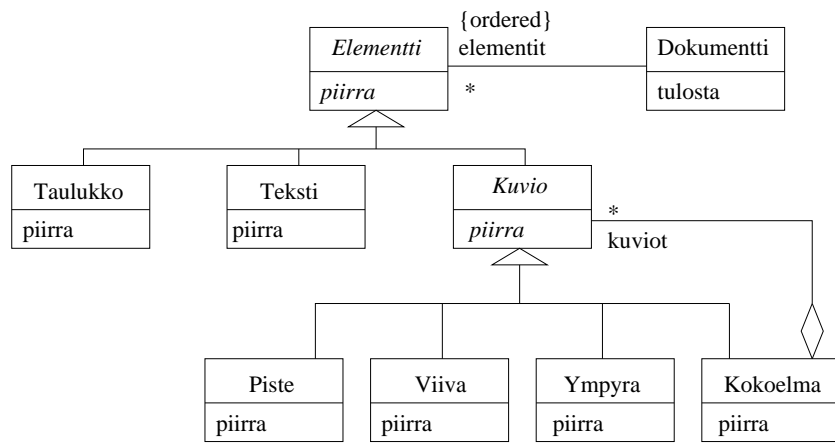 {ordered}
Elementti
elementit
Dokumentti
piirra
*
tulosta
Taulukko
Teksti
Kuvio
piirra
piirra
piirra
*
kuviot
Piste
Viiva
Ympyra
Kokoelma
piirra
piirra
piirra
piirra